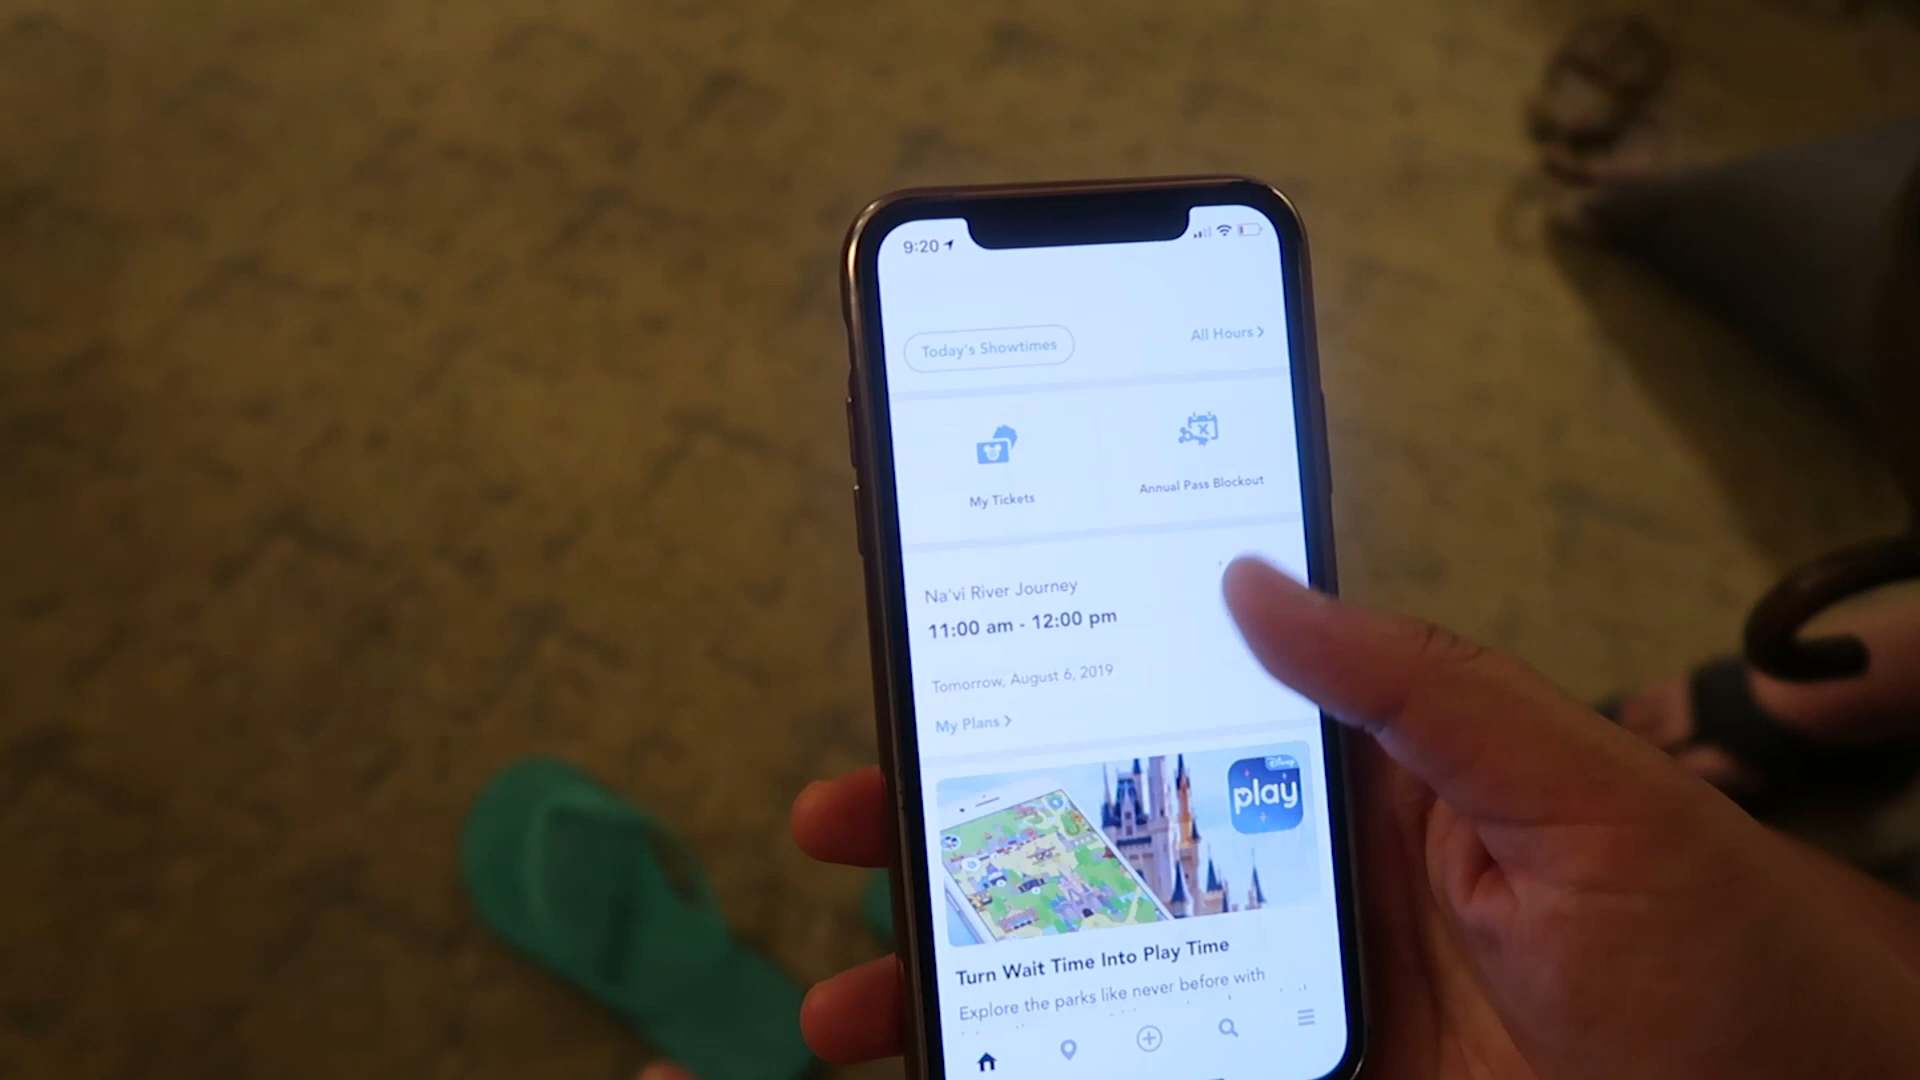 9:20
Today's Showtimes
All Hours >
My Tickets
Annual Pass Blockout
Na'vi River Journey
11:00 am - 12:00 pm
Tomorrow, August 6, 2019
My Plans >
Disney
play
Turn Wait Time Into Play Time
Explore the parks like never before with